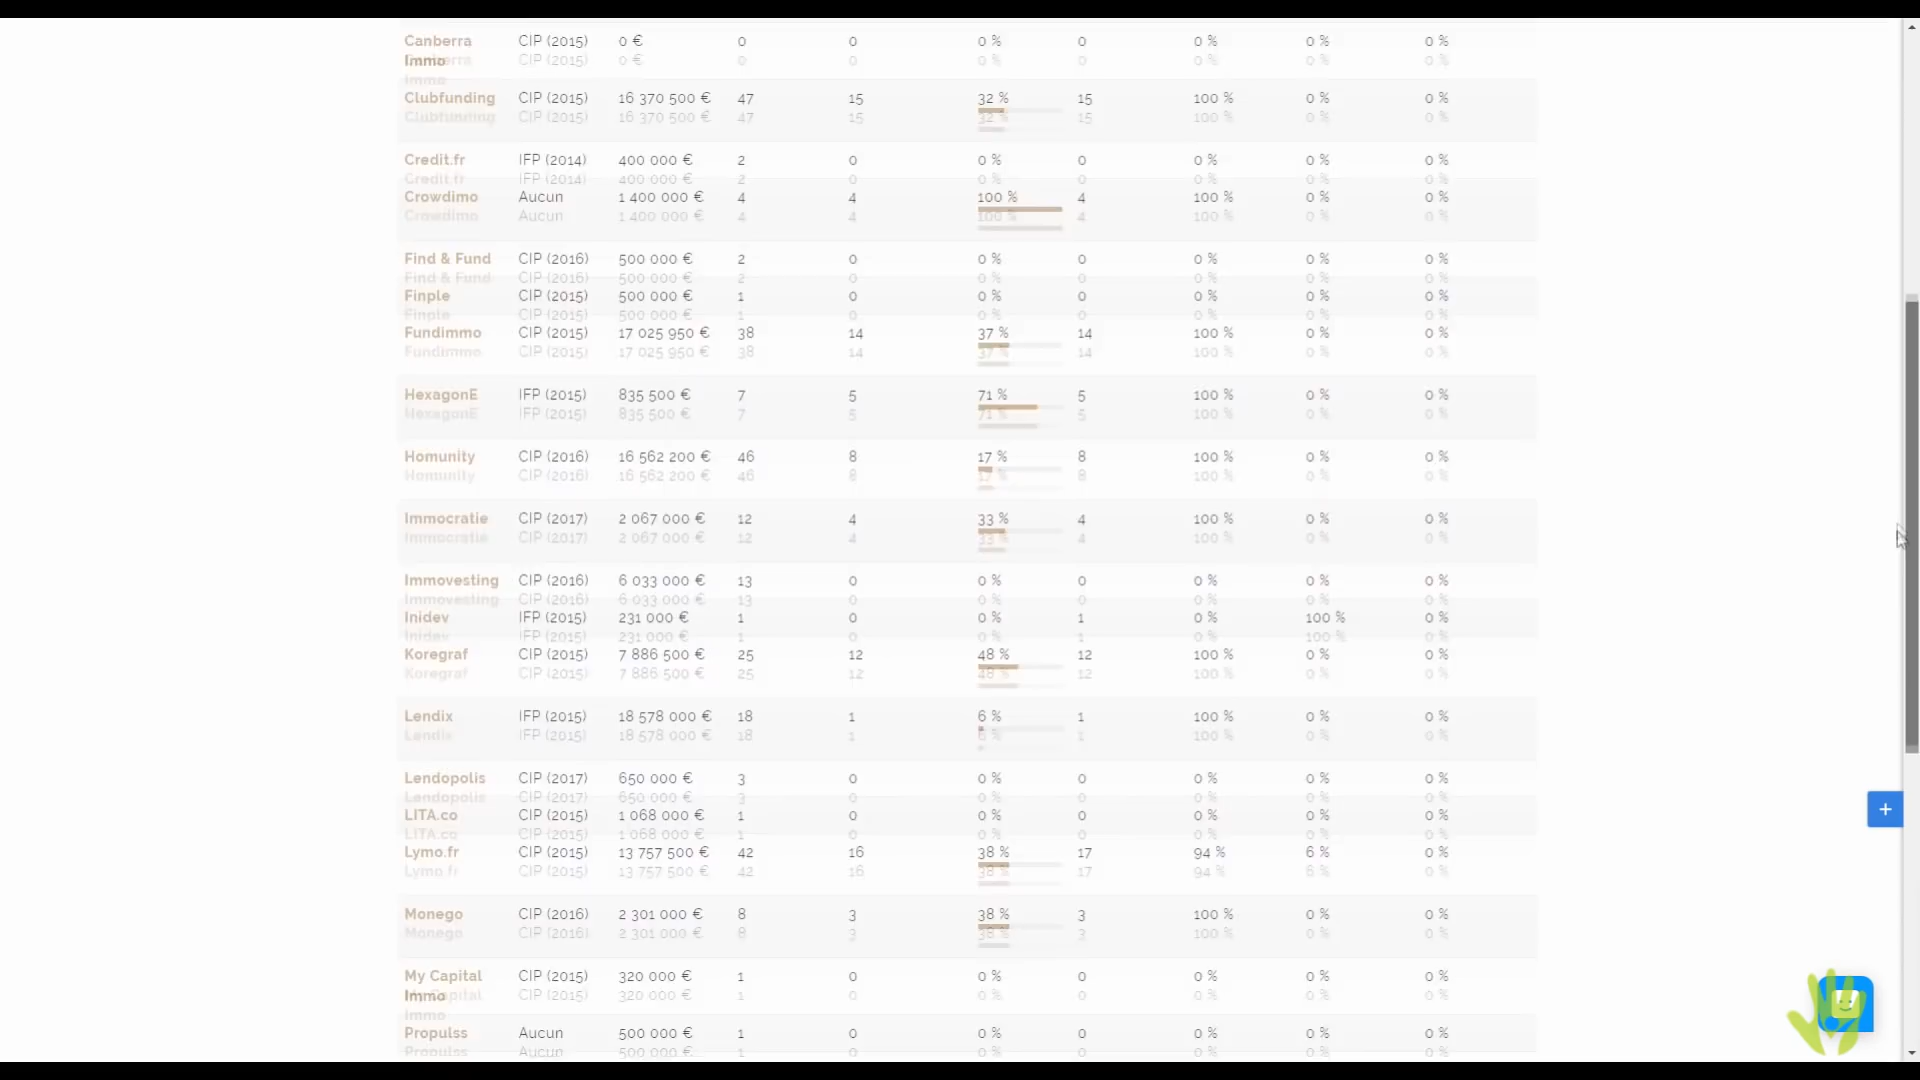 Canberra Immo CIP (2015) 0 € 0 0 0 % 0 0 % 0 % 0 %
Clubfunding CIP (2015) 16 370 500 € 47 15 32 % 15 100 % 0 % 0 %
Credit.fr IFP (2014) 400 000 € 2 0 0 % 0 0 % 0 % 0 %
Crowdimo Aucun 1 400 000 € 4 4 100 % 4 100 % 0 % 0 %
Find & Fund CIP (2016) 500 000 € 2 0 0 % 0 0 % 0 % 0 %
Finple CIP (2015) 500 000 € 1 0 0 % 0 0 % 0 % 0 %
Fundimmo CIP (2015) 17 025 950 € 38 14 37 % 14 100 % 0 % 0 %
HexagonE IFP (2015) 835 500 € 7 5 71 % 5 100 % 0 % 0 %
Homunity CIP (2016) 16 562 200 € 46 8 17 % 8 100 % 0 % 0 %
Immocratie CIP (2017) 2 067 000 € 12 4 33 % 4 100 % 0 % 0 %
Immovesting CIP (2016) 6 033 000 € 13 0 0 % 0 0 % 0 % 0 %
Inidev IFP (2015) 231 000 € 1 0 0 % 1 0 % 100 % 0 %
Koregraf CIP (2015) 7 886 500 € 25 12 48 % 12 100 % 0 % 0 %
Lendix IFP (2015) 18 578 000 € 18 1 6 % 1 100 % 0 % 0 %
Lendopolis CIP (2017) 650 000 € 3 0 0 % 0 0 % 0 % 0 %
LITA.co CIP (2015) 1 068 000 € 1 0 0 % 0 0 % 0 % 0 %
Lymo.fr CIP (2015) 13 757 500 € 42 16 38 % 17 94 % 6 % 0 %
Monego CIP (2016) 2 301 000 € 8 3 38 % 3 100 % 0 % 0 %
My Capital Immo CIP (2015) 320 000 € 1 0 0 % 0 0 % 0 % 0 %
Propulss Aucun 500 000 € 1 0 0 % 0 0 % 0 % 0 %